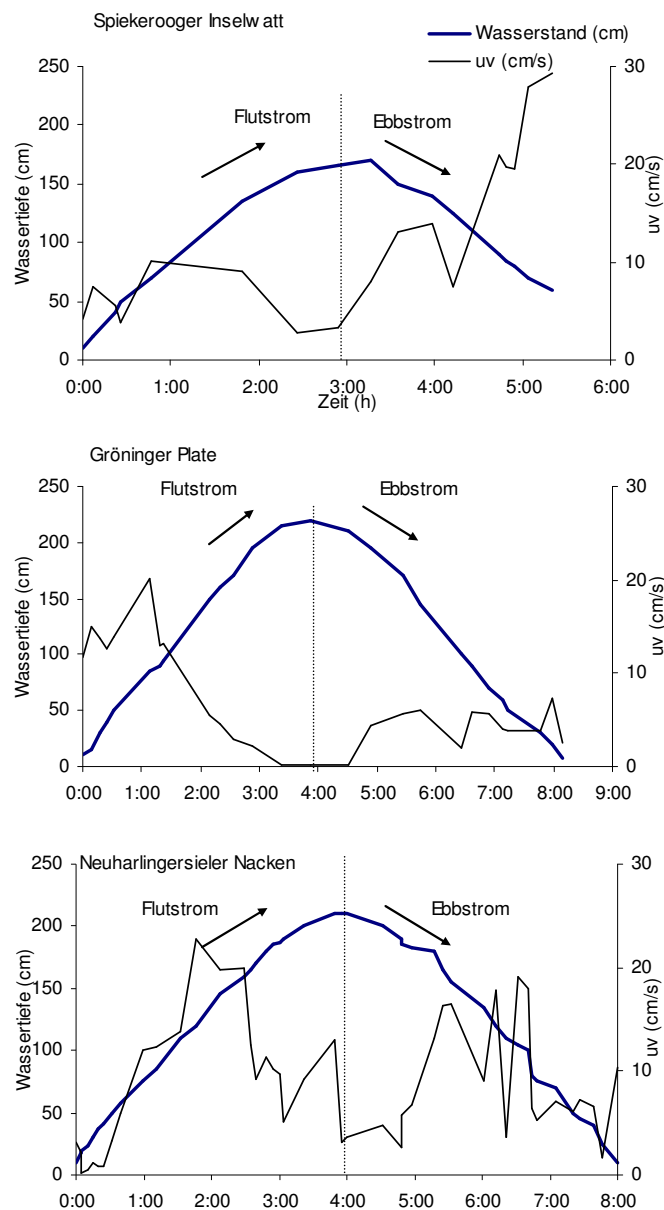 Spiekerooger Inselwatt
Wasserstand (cm)
uv (cm/s)
Flutstrom
Ebbstrom
Wassertiefe (cm)
250
200
150
100
50
0
30
20
10
0
uv (cm/s)
0:00 1:00 2:00 3:00 4:00 5:00 6:00
Zeit (h)
Gröninger Plate
Flutstrom
Ebbstrom
Wassertiefe (cm)
250
200
150
100
50
0
30
20
10
0
uv (cm/s)
0:00 1:00 2:00 3:00 4:00 5:00 6:00 7:00 8:00 9:00
Neuharlingersieler Nacken
Flutstrom
Ebbstrom
Wassertiefe (cm)
250
200
150
100
50
0
30
20
10
0
uv (cm/s)
0:00 1:00 2:00 3:00 4:00 5:00 6:00 7:00 8:00